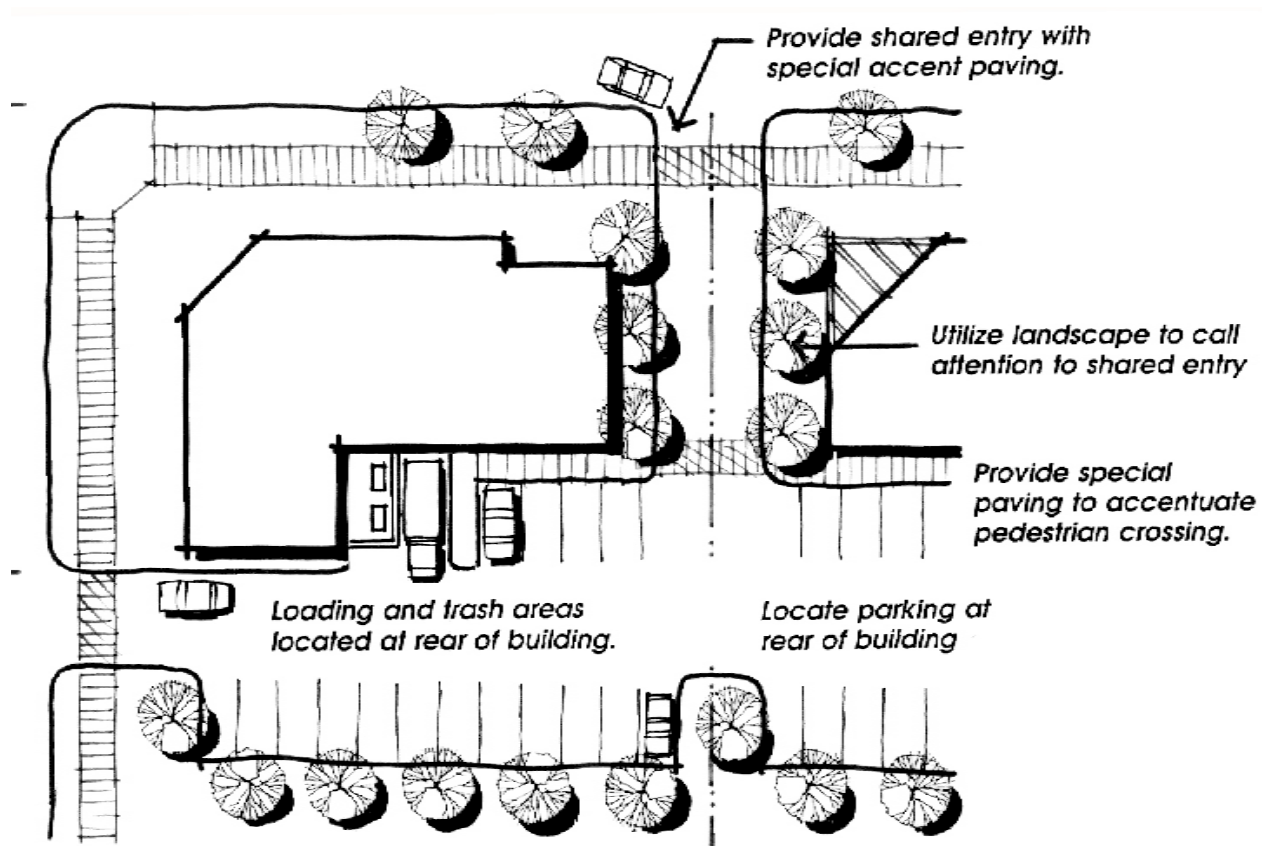 Provide shared entry with
special accent paving.
Utilize landscape to call
attention to shared entry
Provide special
paving to accentuate
pedestrian crossing.
Loading and trash areas
located at rear of building.
Locate parking at
rear of building